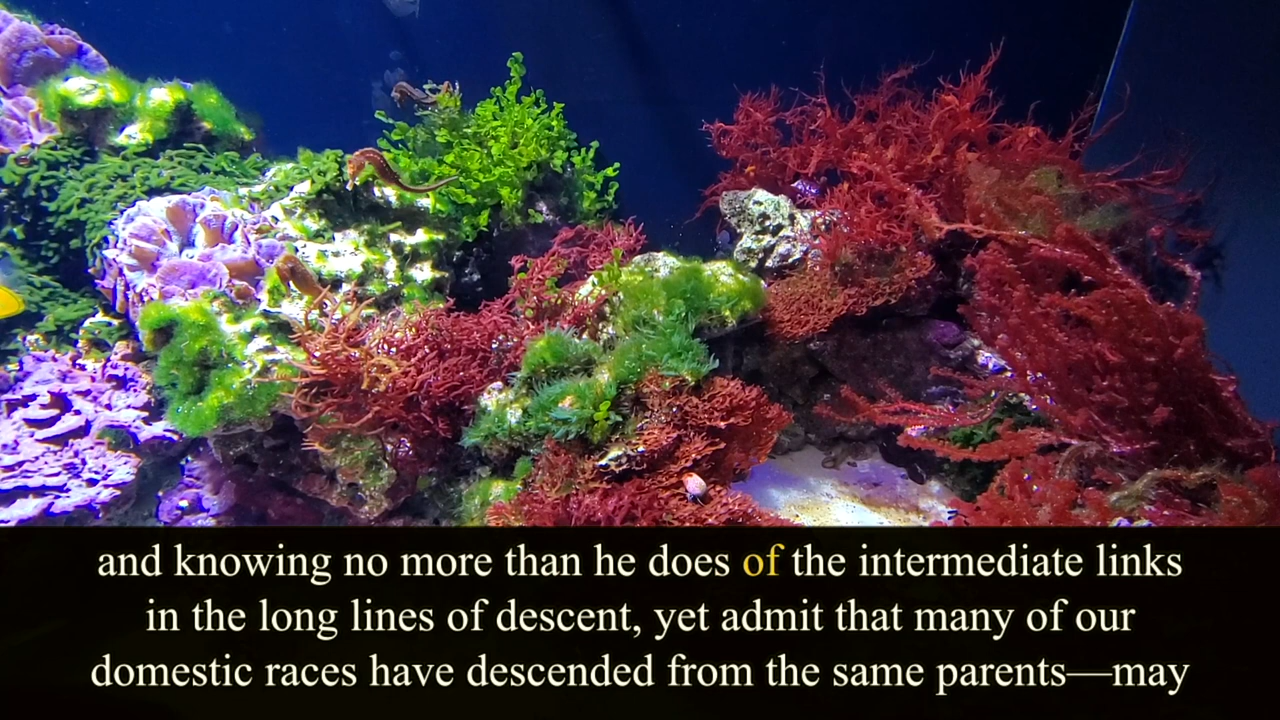 and knowing no more than he does of the intermediate links
in the long lines of descent, yet admit that many of our
domestic races have descended from the same parents—may